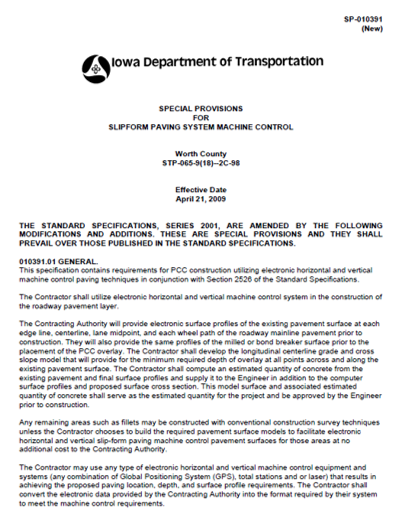 SP-010391
(New)
Iowa Department of Transportation
SPECIAL PROVISIONS
FOR
SLIPFORM PAVING SYSTEM MACHINE CONTROL
Worth County
STP-065-9(18)--2C-98
Effective Date
April 21, 2009
THE STANDARD SPECIFICATIONS, SERIES 2001, ARE AMENDED BY THE FOLLOWING
MODIFICATIONS AND ADDITIONS. THESE ARE SPECIAL PROVISIONS AND THEY SHALL
PREVAIL OVER THOSE PUBLISHED IN THE STANDARD SPECIFICATIONS.
010391.01 GENERAL.
This specification contains requirements for PCC construction utilizing electronic horizontal and vertical
machine control paving techniques in conjunction with Section 2526 of the Standard Specifications.
The Contractor shall utilize electronic horizontal and vertical machine control system in the construction of
the roadway pavement layer.
The Contracting Authority will provide electronic surface profiles of the existing pavement surface at each
edge line, centerline, lane midpoint, and each wheel path of the roadway mainline pavement prior to
construction. They will also provide the same profiles of the milled or bond breaker surface prior to the
placement of the PCC overlay. The Contractor shall develop the longitudinal centerline grade and cross
slope model that will provide for the minimum required depth of overlay at all points across and along the
existing pavement surface. The Contractor shall compute an estimated quantity of concrete from the
existing pavement and final surface profiles and supply it to the Engineer in addition to the computer
surface profiles and proposed surface cross section. This model surface and associated estimated
quantity of concrete shall serve as the estimated quantity for the project and be approved by the Engineer
prior to construction.
Any remaining areas such as fillets may be constructed with conventional construction survey techniques
unless the Contractor chooses to build the required pavement surface models to facilitate electronic
horizontal and vertical slip-form paving machine control pavement surfaces for those areas at no
additional cost to the Contracting Authority.
The Contractor may use any type of electronic horizontal and vertical machine control equipment and
systems (any combination of Global Positioning System (GPS), total stations and or laser) that results in
achieving the proposed paving location, depth, and surface profile requirements. The Contractor shall
convert the electronic data provided by the Contracting Authority into the format required by their system
to meet the machine control requirements.